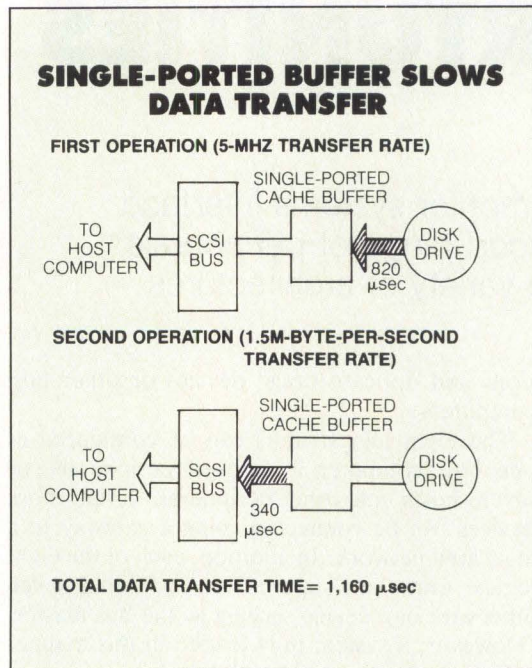 SINGLE-PORTED BUFFER SLOWS
DATA TRANSFER
FIRST OPERATION (5-MHZ TRANSFER RATE)
SINGLE-PORTED
CACHE BUFFER
TO
HOST
COMPUTER
SCSI
BUS
820
µsec
DISK
DRIVE
SECOND OPERATION (1.5M-BYTE-PER-SECOND
TRANSFER RATE)
SINGLE-PORTED
CACHE BUFFER
TO
HOST
COMPUTER
SCSI
BUS
340
µsec
DISK
DRIVE
TOTAL DATA TRANSFER TIME= 1,160 µsec